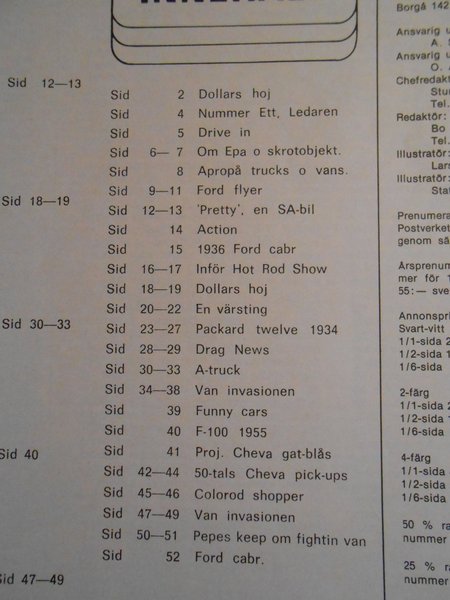 Sid 12—13
Sid 18—19
Sid 30—33
Sid 40
Sid 47—49
Sid 2 Dollars hoj
Sid 4 Nummer Ett, Ledaren
Sid 5 Drive in
Sid 6— 7 Om Epa o skrotobjekt.
Sid 8 Apropå trucks o vans.
Sid 9—11 Ford flyer
Sid 12—13 'Pretty', en SA-bil
Sid 14 Action
Sid 15 1936 Ford cabr
Sid 16—17 Inför Hot Rod Show
Sid 18—19 Dollars hoj
Sid 20—22 En värsting
Sid 23—27 Packard twelve 1934
Sid 28—29 Drag News
Sid 30—33 A-truck
Sid 34—38 Van invasionen
Sid 39 Funny cars
Sid 40 F-100 1955
Sid 41 Proj. Cheva gat-blås
Sid 42—44 50-tals Cheva pick-ups
Sid 45—46 Colorod shopper
Sid 47—49 Van invasionen
Sid 50—51 Pepes keep om fightin van
Sid 52 Ford cabr.
Borgå 142
Ansvarig
A.
Ansvarig
O.
Chefredakt
Stu
Tel.
Redaktör:
Bo
Tel.
Illustratör:
Lar
Illustratör:
Sta
Prenumera
Postverket
genom så
Årsprenum
mer för 1
55:— sve
Annonspri
Svart-vitt
1/1-sida 2
1/2-sida 1
1/6-sida
2-färg
1/1-sida
1/2-sida
1/6-sida
4-färg
1/1-sida
1/2-sida
1/6-sida
50 % ra
nummer
25 % ra
nummer